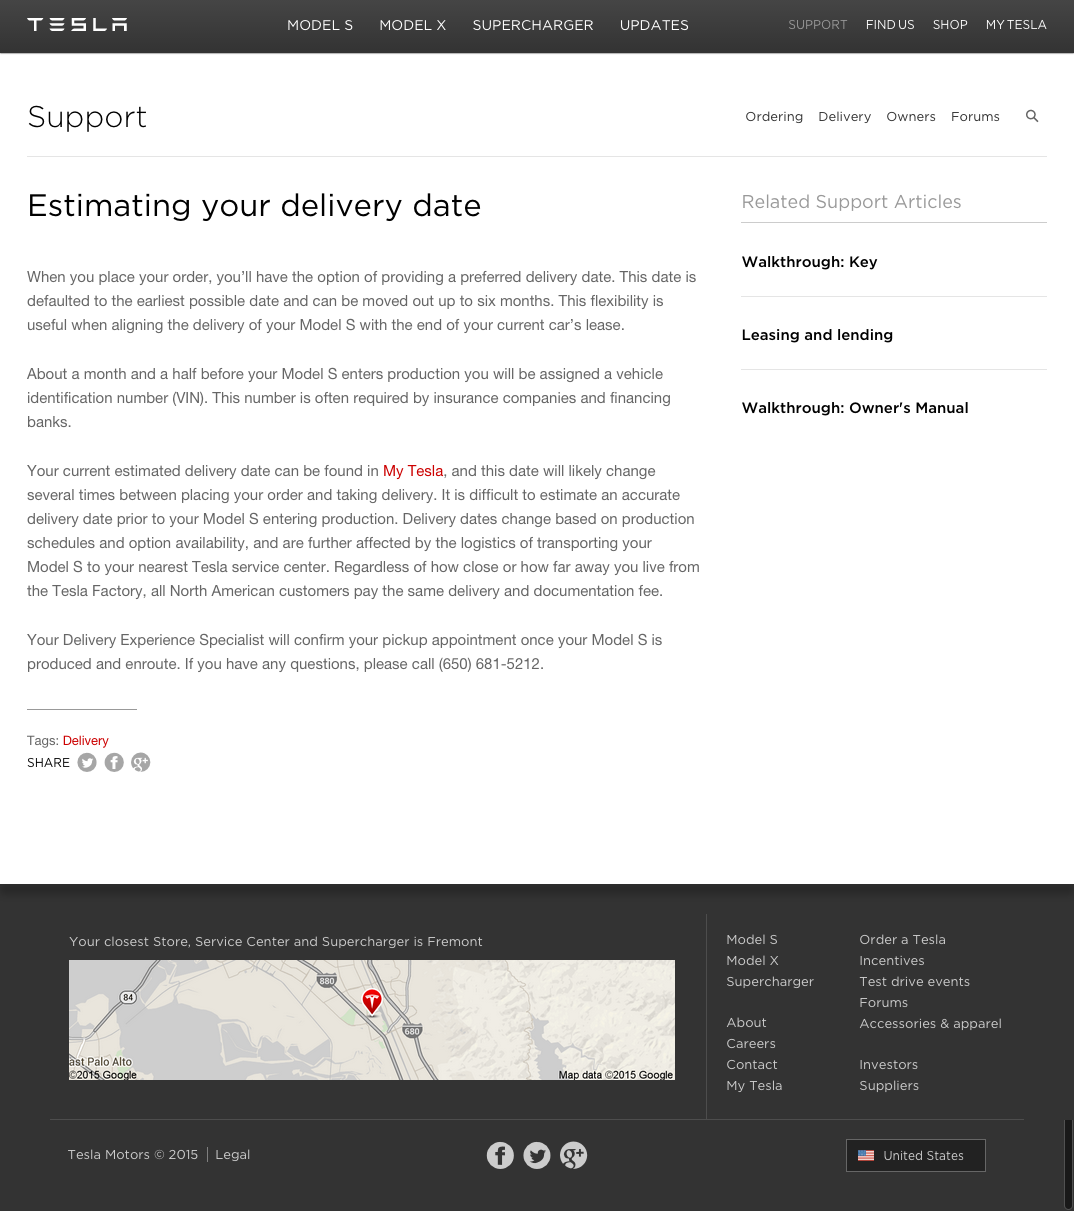 TESLA
MODEL S MODEL X SUPERCHARGER UPDATES SUPPORT FIND US SHOP MY TESLA
Support
Ordering Delivery Owners Forums
Estimating your delivery date
When you place your order, you’ll have the option of providing a preferred delivery date. This date is
defaulted to the earliest possible date and can be moved out up to six months. This flexibility is
useful when aligning the delivery of your Model S with the end of your current car’s lease.
About a month and a half before your Model S enters production you will be assigned a vehicle
identification number (VIN). This number is often required by insurance companies and financing
banks.
Your current estimated delivery date can be found in My Tesla, and this date will likely change
several times between placing your order and taking delivery. It is difficult to estimate an accurate
delivery date prior to your Model S entering production. Delivery dates change based on production
schedules and option availability, and are further affected by the logistics of transporting your
Model S to your nearest Tesla service center. Regardless of how close or how far away you live from
the Tesla Factory, all North American customers pay the same delivery and documentation fee.
Your Delivery Experience Specialist will confirm your pickup appointment once your Model S is
produced and enroute. If you have any questions, please call (650) 681-5212.
Tags: Delivery
SHARE
Related Support Articles
Walkthrough: Key
Leasing and lending
Walkthrough: Owner's Manual
Your closest Store, Service Center and Supercharger is Fremont
84
880
680
ast Palo Alto
©2015 Google
Map data ©2015 Google
Model S
Model X
Supercharger
About
Careers
Contact
My Tesla
Order a Tesla
Incentives
Test drive events
Forums
Accessories & apparel
Investors
Suppliers
Tesla Motors © 2015 | Legal
United States